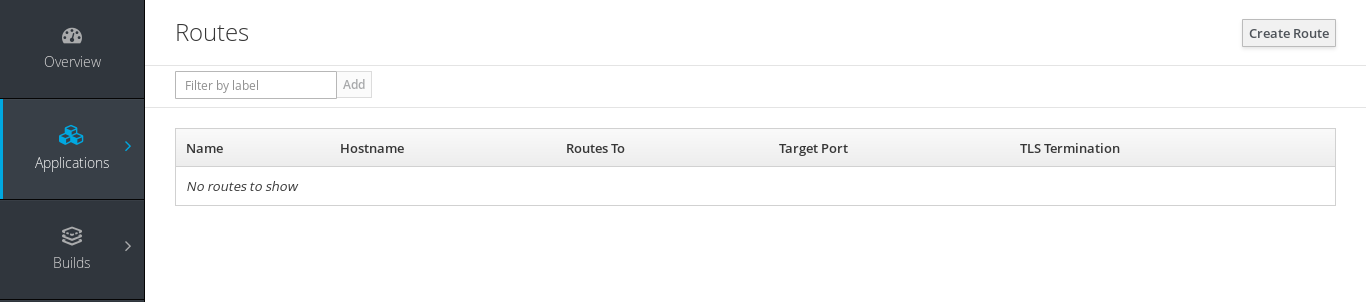 Overview
Applications
Builds
Routes
Create Route
Filter by label Add
Name Hostname Routes To Target Port TLS Termination
No routes to show